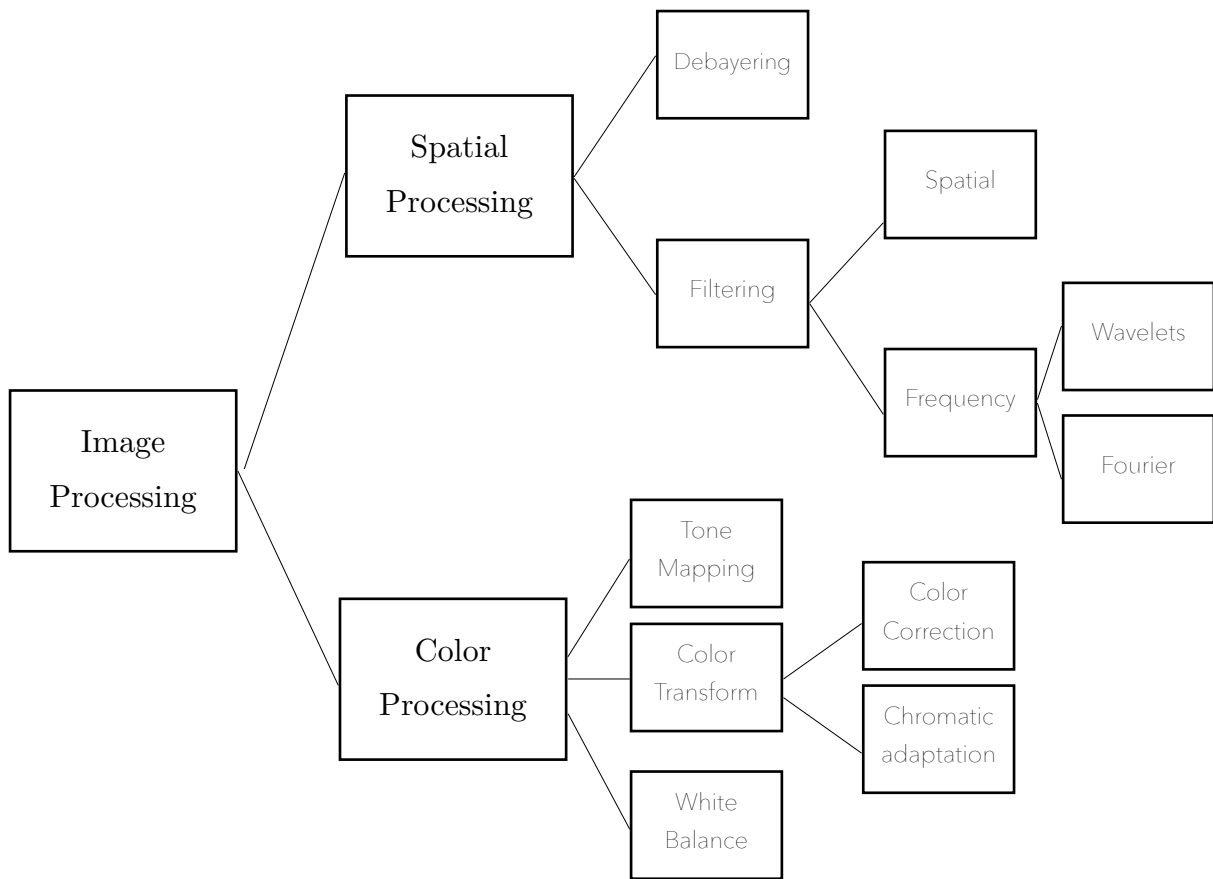 Debayering
Spatial
Processing
Spatial
Filtering
Wavelets
Frequency
Image
Processing
Fourier
Tone
Mapping
Color
Correction
Color
Processing
Color
Transform
Chromatic
adaptation
White
Balance